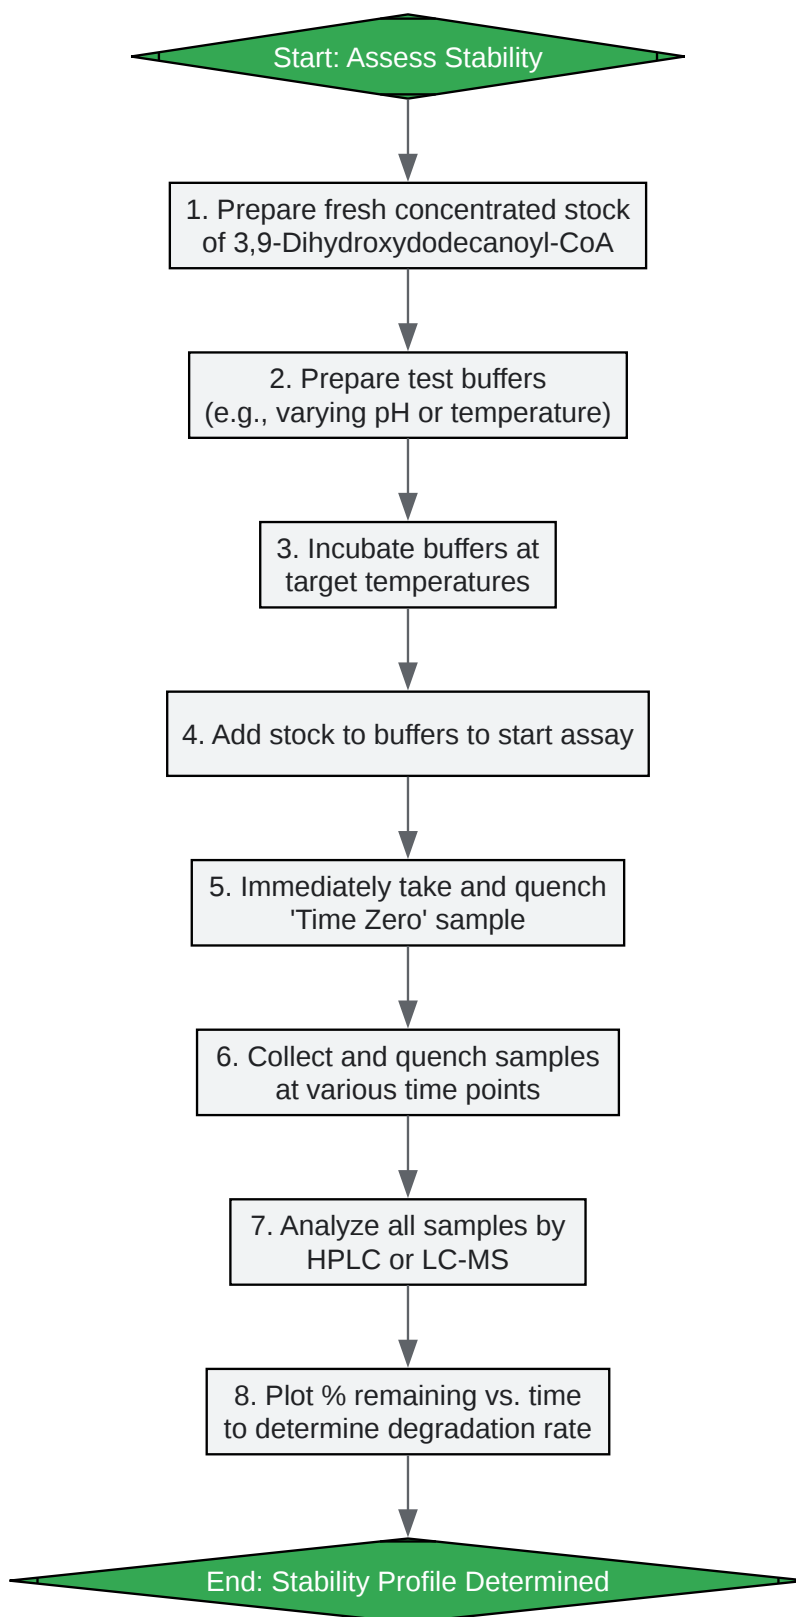 Start: Assess Stability
1. Prepare fresh concentrated stock
of 3,9-Dihydroxydodecanoyl-CoA
2. Prepare test buffers
(e.g., varying pH or temperature)
3. Incubate buffers at
target temperatures
4. Add stock to buffers to start assay
5. Immediately take and quench
'Time Zero' sample
6. Collect and quench samples
at various time points
7. Analyze all samples by
HPLC or LC-MS
8. Plot % remaining vs. time
to determine degradation rate
End: Stability Profile Determined